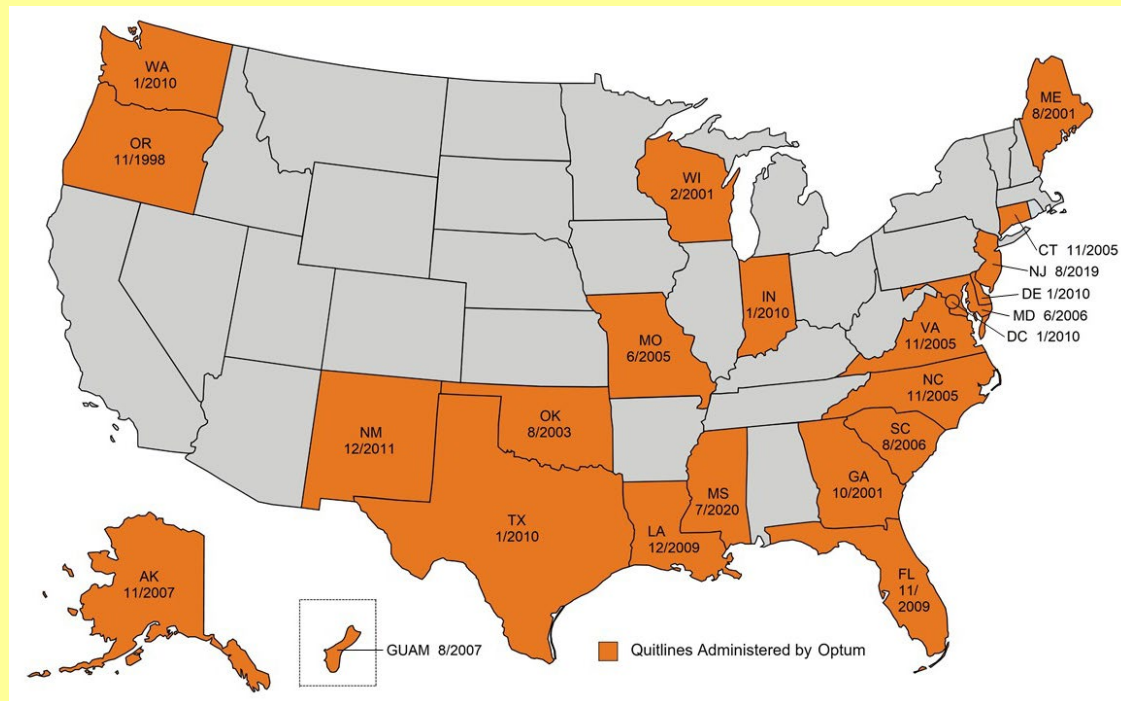 WA
1/2010
OR
11/1998
ME
8/2001
WI
2/2001
CT 11/2005
NJ 8/2019
DE 1/2010
MD 6/2006
DC 1/2010
IN
1/2010
MO
6/2005
VA
11/2005
NC
11/2005
OK
8/2003
NM
12/2011
SC
8/2006
GA
10/2001
MS
7/2020
TX
1/2010
LA
12/2009
FL
11/
2009
AK
11/2007
GUAM 8/2007
Quitlines Administered by Optum